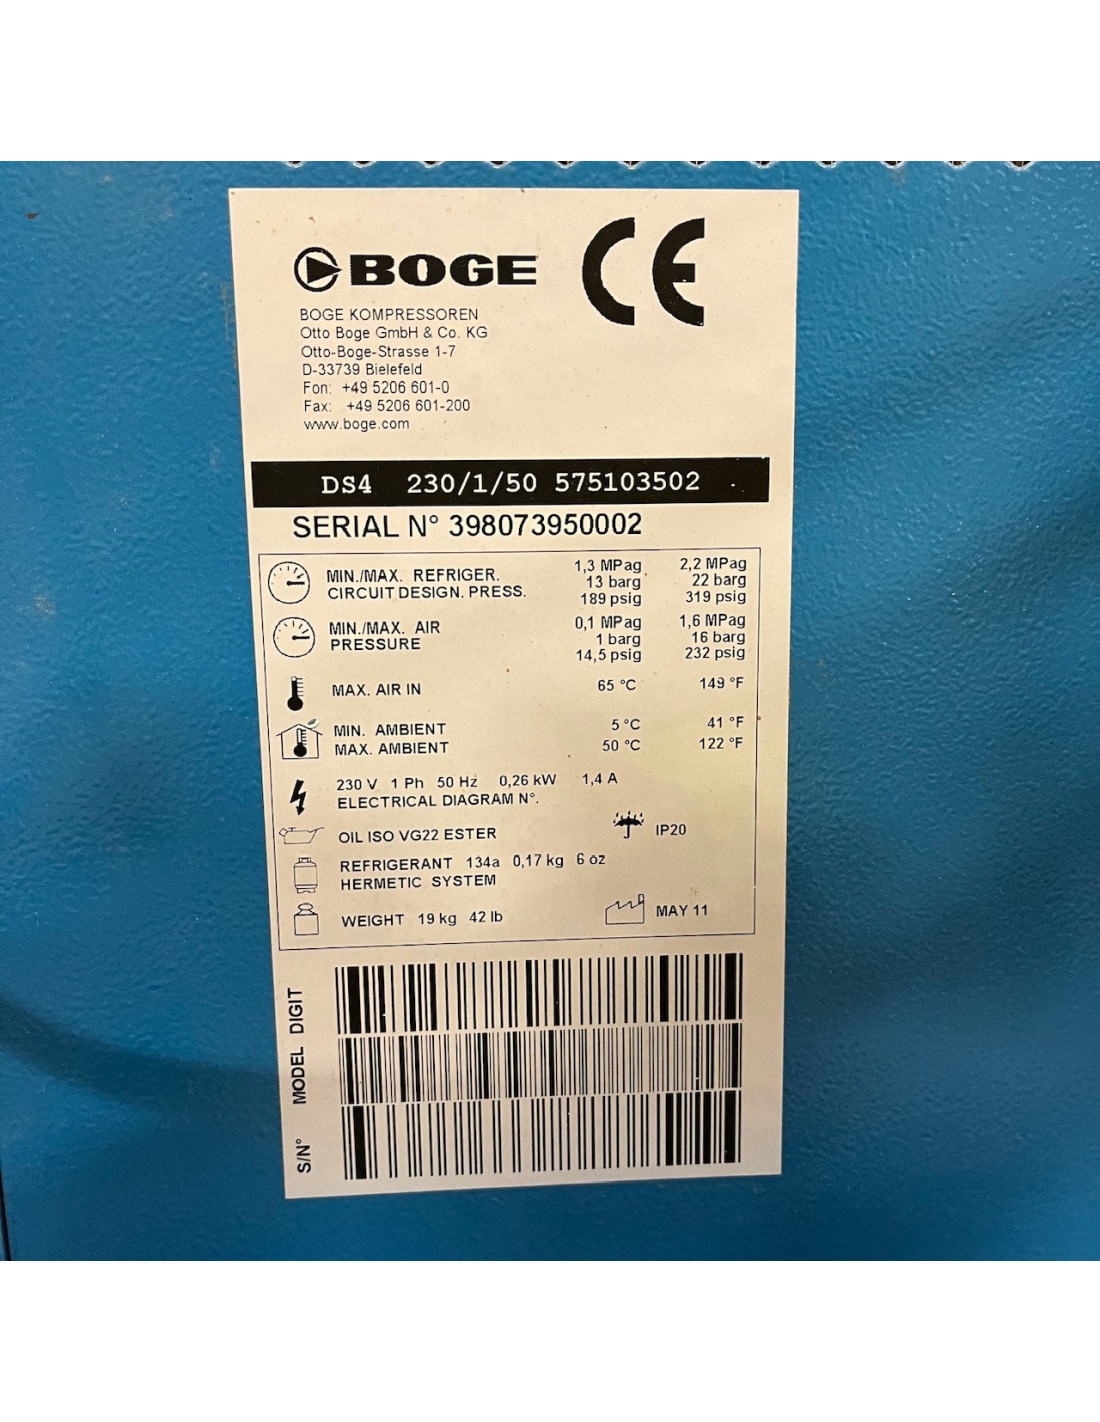 BOGE CE
BOGE KOMPRESSOREN
Otto Boge GmbH & Co. KG
Otto-Boge-Strasse 1-7
D-33739 Bielefeld
Fon: +49 5206 601-0
Fax: +49 5206 601-200
www.boge.com
DS4 230/1/50 575103502
SERIAL N° 398073950002
MIN./MAX. REFRIGER. 1,3 MPag 2,2 MPag
CIRCUIT DESIGN. PRESS. 13 barg 22 barg
189 psig 319 psig
MIN./MAX. AIR 0,1 MPag 1,6 MPag
PRESSURE 1 barg 16 barg
14,5 psig 232 psig
MAX. AIR IN 65 °C 149 °F
MIN. AMBIENT 5 °C 41 °F
MAX. AMBIENT 50 °C 122 °F
230 V 1 Ph 50 Hz 0,26 kW 1,4 A
ELECTRICAL DIAGRAM N°.
OIL ISO VG22 ESTER IP20
REFRIGERANT 134a 0,17 kg 6 oz
HERMETIC SYSTEM
WEIGHT 19 kg 42 lb MAY 11
S/N° MODEL DIGIT